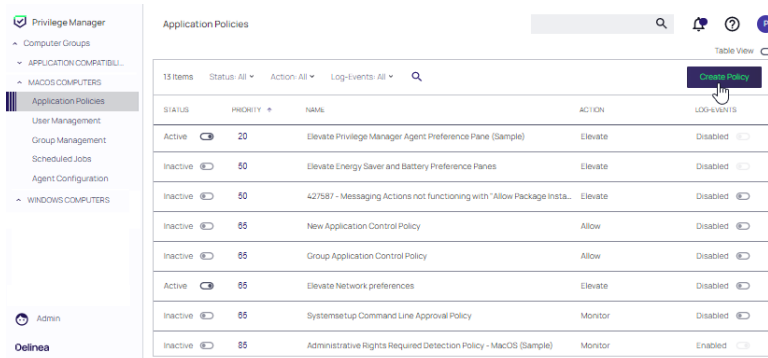 Privilege Manager
Application Policies
P
Computer Groups
Table View
APPLICATION COMPATIBILI...
MACOS COMPUTERS
13 Items Status: All Action: All Log-Events: All Create Policy
Application Policies
User Management
STATUS PRIORITY NAME ACTION LOG-EVENTS
Group Management
Active 20 Elevate Privilege Manager Agent Preference Pane (Sample) Elevate Disabled
Scheduled Jobs
Inactive 50 Elevate Energy Saver and Battery Preference Panes Elevate Disabled
Agent Configuration
WINDOWS COMPUTERS
Inactive 50 427587 - Messaging Actions not functioning with "Allow Package Insta... Elevate Disabled
Inactive 65 New Application Control Policy Allow Disabled
Inactive 65 Group Application Control Policy Allow Disabled
Active 65 Elevate Network preferences Elevate Disabled
Inactive 65 Systemsetup Command Line Approval Policy Monitor Disabled
Admin
Inactive 85 Administrative Rights Required Detection Policy - MacOS (Sample) Monitor Enabled
Delinea